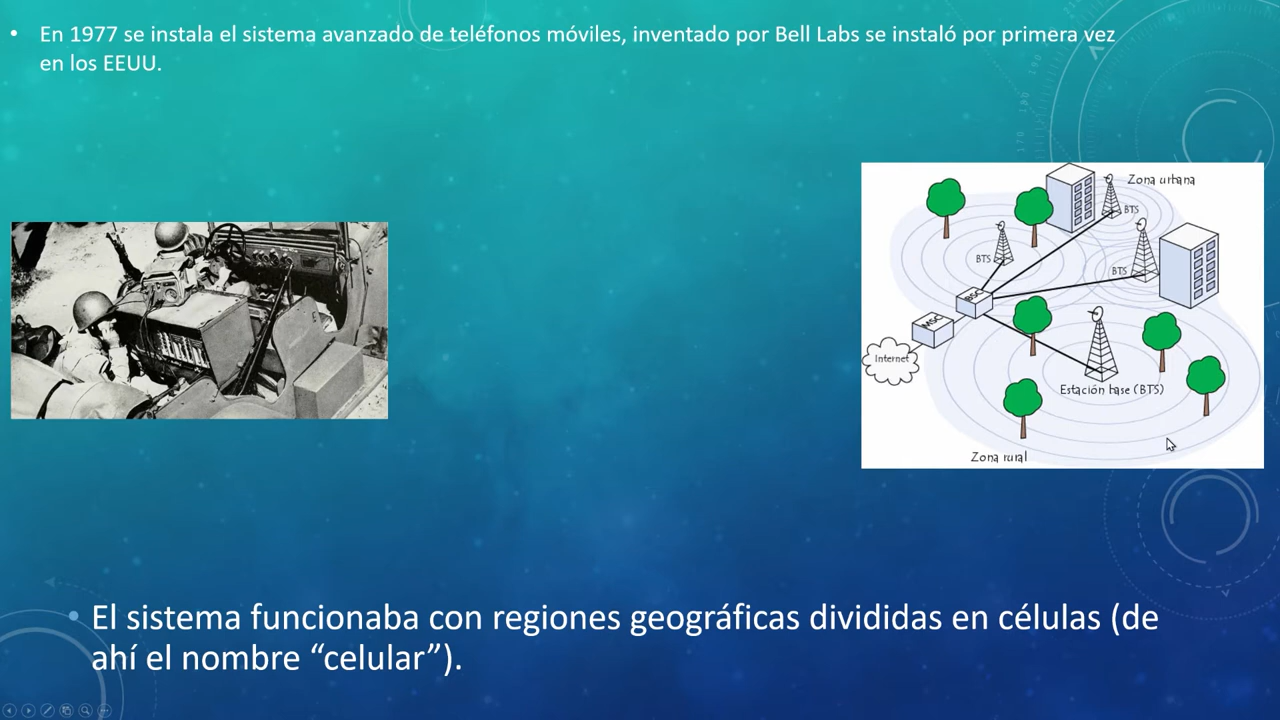 En 1977 se instala el sistema avanzado de teléfonos móviles, inventado por Bell Labs se instaló por primera vez
en los EEUU.
Zona urbana
BTS
BTS
BTS
BSC
MSC
Internet
Estación base (BTS)
Zona rural
El sistema funcionaba con regiones geográficas divididas en células (de
ahí el nombre “celular”).